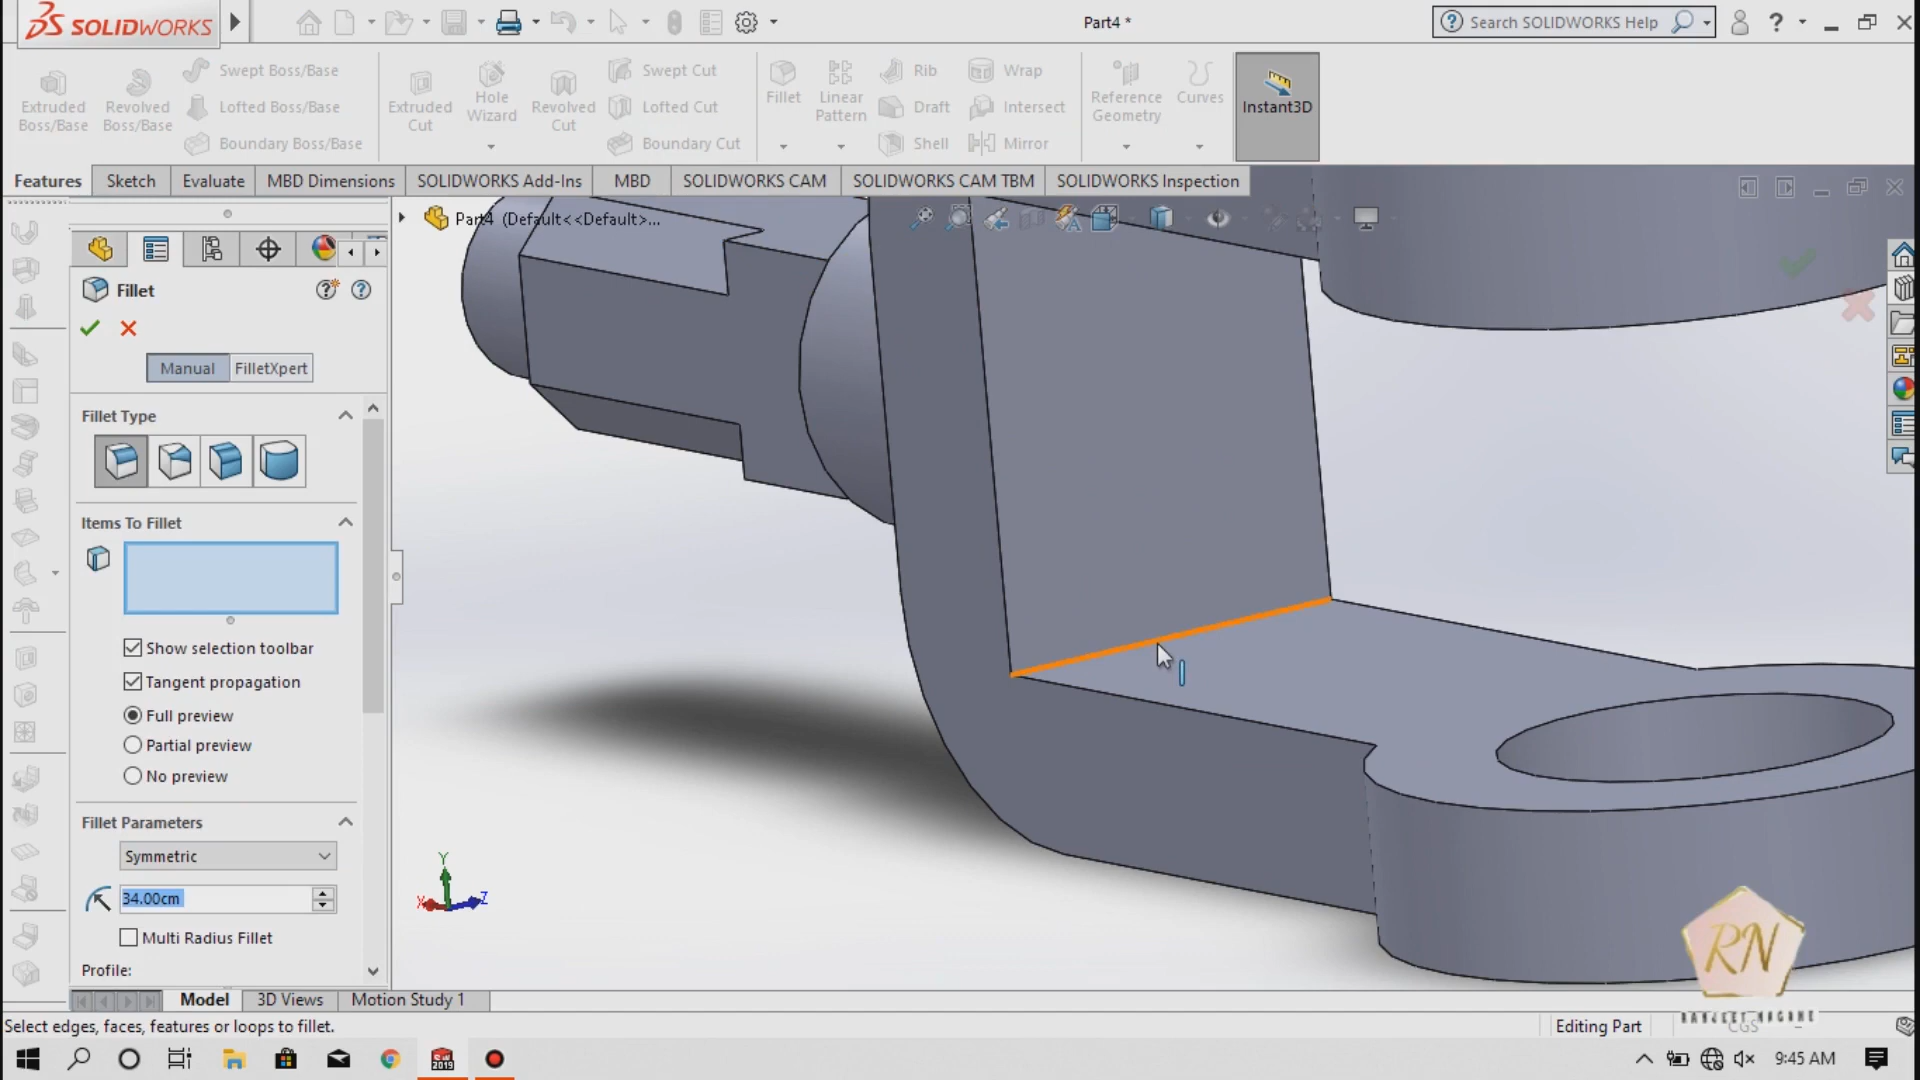 SOLIDWORKS
Part4 *
Search SOLIDWORKS Help
Extruded Boss/Base
Revolved Boss/Base
Swept Boss/Base
Lofted Boss/Base
Boundary Boss/Base
Extruded Cut
Hole Wizard
Revolved Cut
Swept Cut
Lofted Cut
Boundary Cut
Fillet
Linear Pattern
Rib
Draft
Shell
Wrap
Intersect
Mirror
Reference Geometry
Curves
Instant3D
Features
Sketch
Evaluate
MBD Dimensions
SOLIDWORKS Add-Ins
MBD
SOLIDWORKS CAM
SOLIDWORKS CAM TBM
SOLIDWORKS Inspection
Part4 (Default<<Default>...
Fillet
Manual
FilletXpert
Fillet Type
Items To Fillet
Show selection toolbar
Tangent propagation
Full preview
Partial preview
No preview
Fillet Parameters
Symmetric
34.00cm
Multi Radius Fillet
Profile:
Y
X
Z
RN
Model
3D Views
Motion Study 1
Select edges, faces, features or loops to fillet.
Editing Part
CGS
9:45 AM